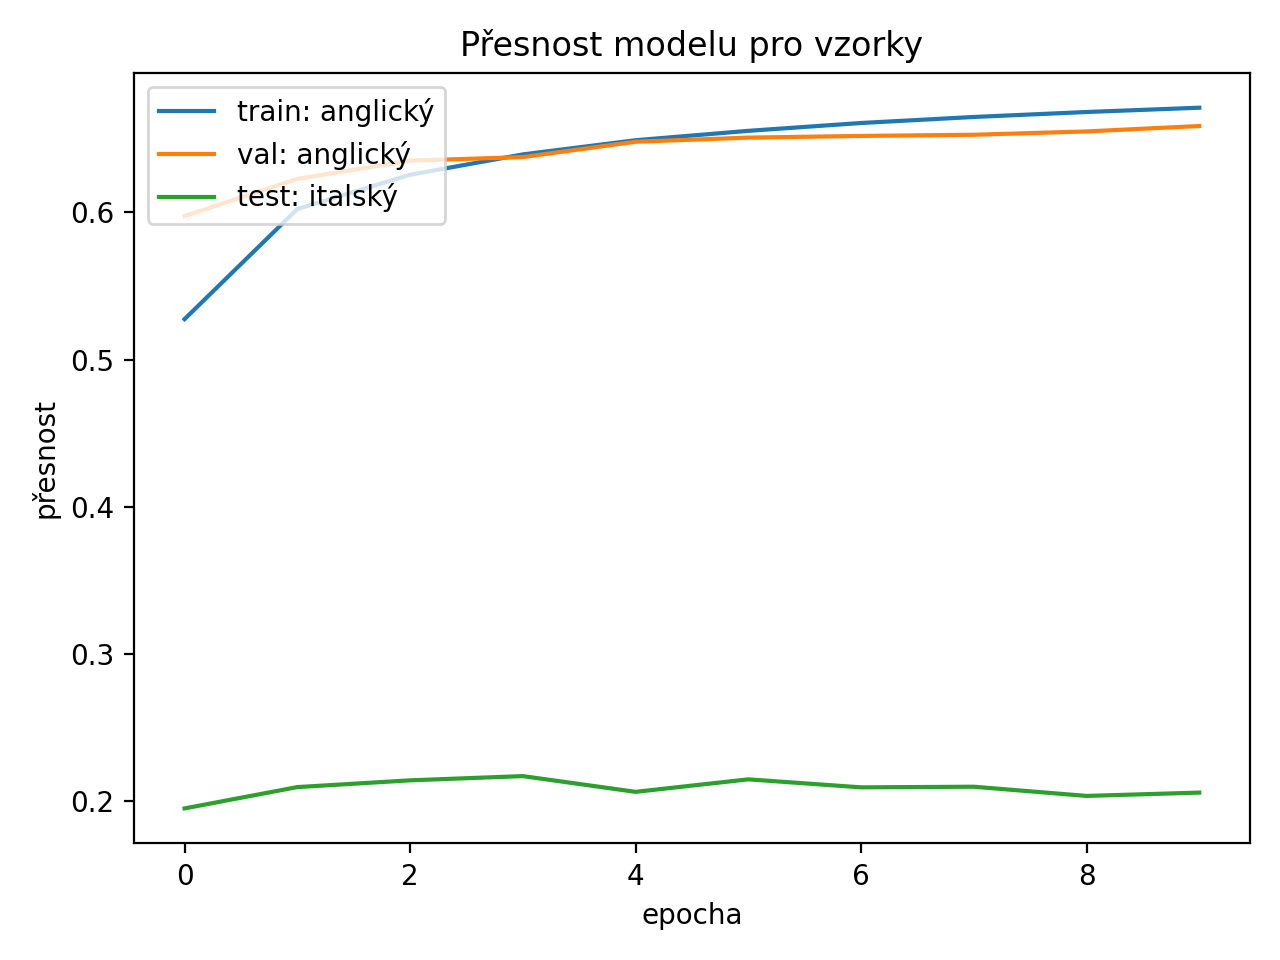 Přesnost modelu pro vzorky
train: anglický
val: anglický
test: italský
přesnost
0.6
0.5
0.4
0.3
0.2
0 2 4 6 8
epocha